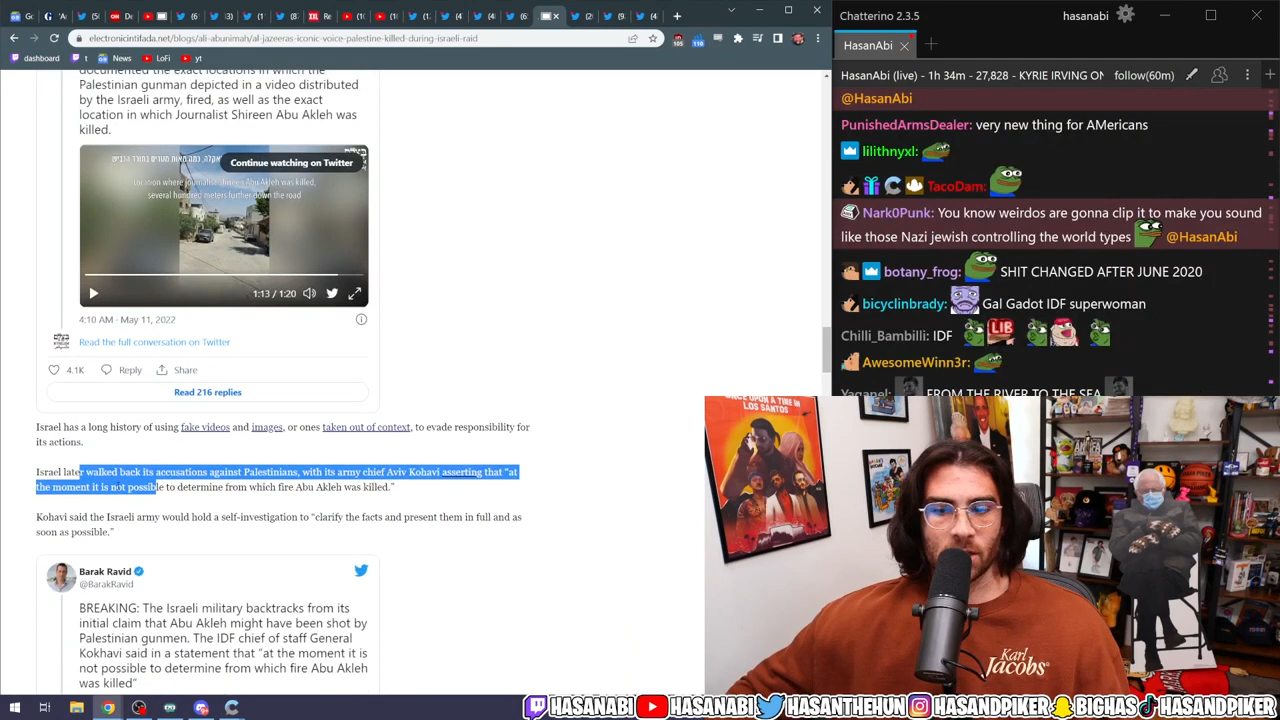 electronicintifada.net/blogs/ali-abunimah/al-jazeeras-iconic-voice-palestine-killed-during-israeli-raid
dashboard
t
News
LoFi
yt
documented the exact locations in which the
Palestinian gunman depicted in a video distributed
by the Israeli army, fired, as well as the exact
location in which Journalist Shireen Abu Akleh was
killed.
Continue watching on Twitter
Location where journalist Shireen Abu Akleh was killed,
several hundred meters further down the road
1:13 / 1:20
4:10 AM · May 11, 2022
Read the full conversation on Twitter
4.1K
Reply
Share
Read 216 replies
Israel has a long history of using fake videos and images, or ones taken out of context, to evade responsibility for
its actions.
Israel later walked back its accusations against Palestinians, with its army chief Aviv Kohavi asserting that “at
the moment it is not possible to determine from which fire Abu Akleh was killed.”
Kohavi said the Israeli army would hold a self-investigation to “clarify the facts and present them in full and as
soon as possible.”
Barak Ravid
@BarakRavid
BREAKING: The Israeli military backtracks from its
initial claim that Abu Akleh might have been shot by
Palestinian gunmen. The IDF chief of staff General
Kokhavi said in a statement that “at the moment it is
not possible to determine from which fire Abu Akleh
was killed”
Chatterino 2.3.5
hasanabi
HasanAbi
HasanAbi (live) - 1h 34m - 27,828 - KYRIE IRVING ON
follow(60m)
@HasanAbi
PunishedArmsDealer: very new thing for AMericans
lilithnyxl:
TacoDam:
Nark0Punk: You know weirdos are gonna clip it to make you sound
like those Nazi jewish controlling the world types @HasanAbi
botany_frog: SHIT CHANGED AFTER JUNE 2020
bicyclinbrady: Gal Gadot IDF superwoman
Chilli_Bambilli: IDF
LIB
AwesomeWinn3r:
Yaganel: FROM THE RIVER TO THE SEA
ONCE UPON A TIME IN
LOS SANTOS
Karl
Jacobs
HASANABI
HASANABI
HASANTHEHUN
HASANDPIKER
BIGHAS
HASANDPIKER